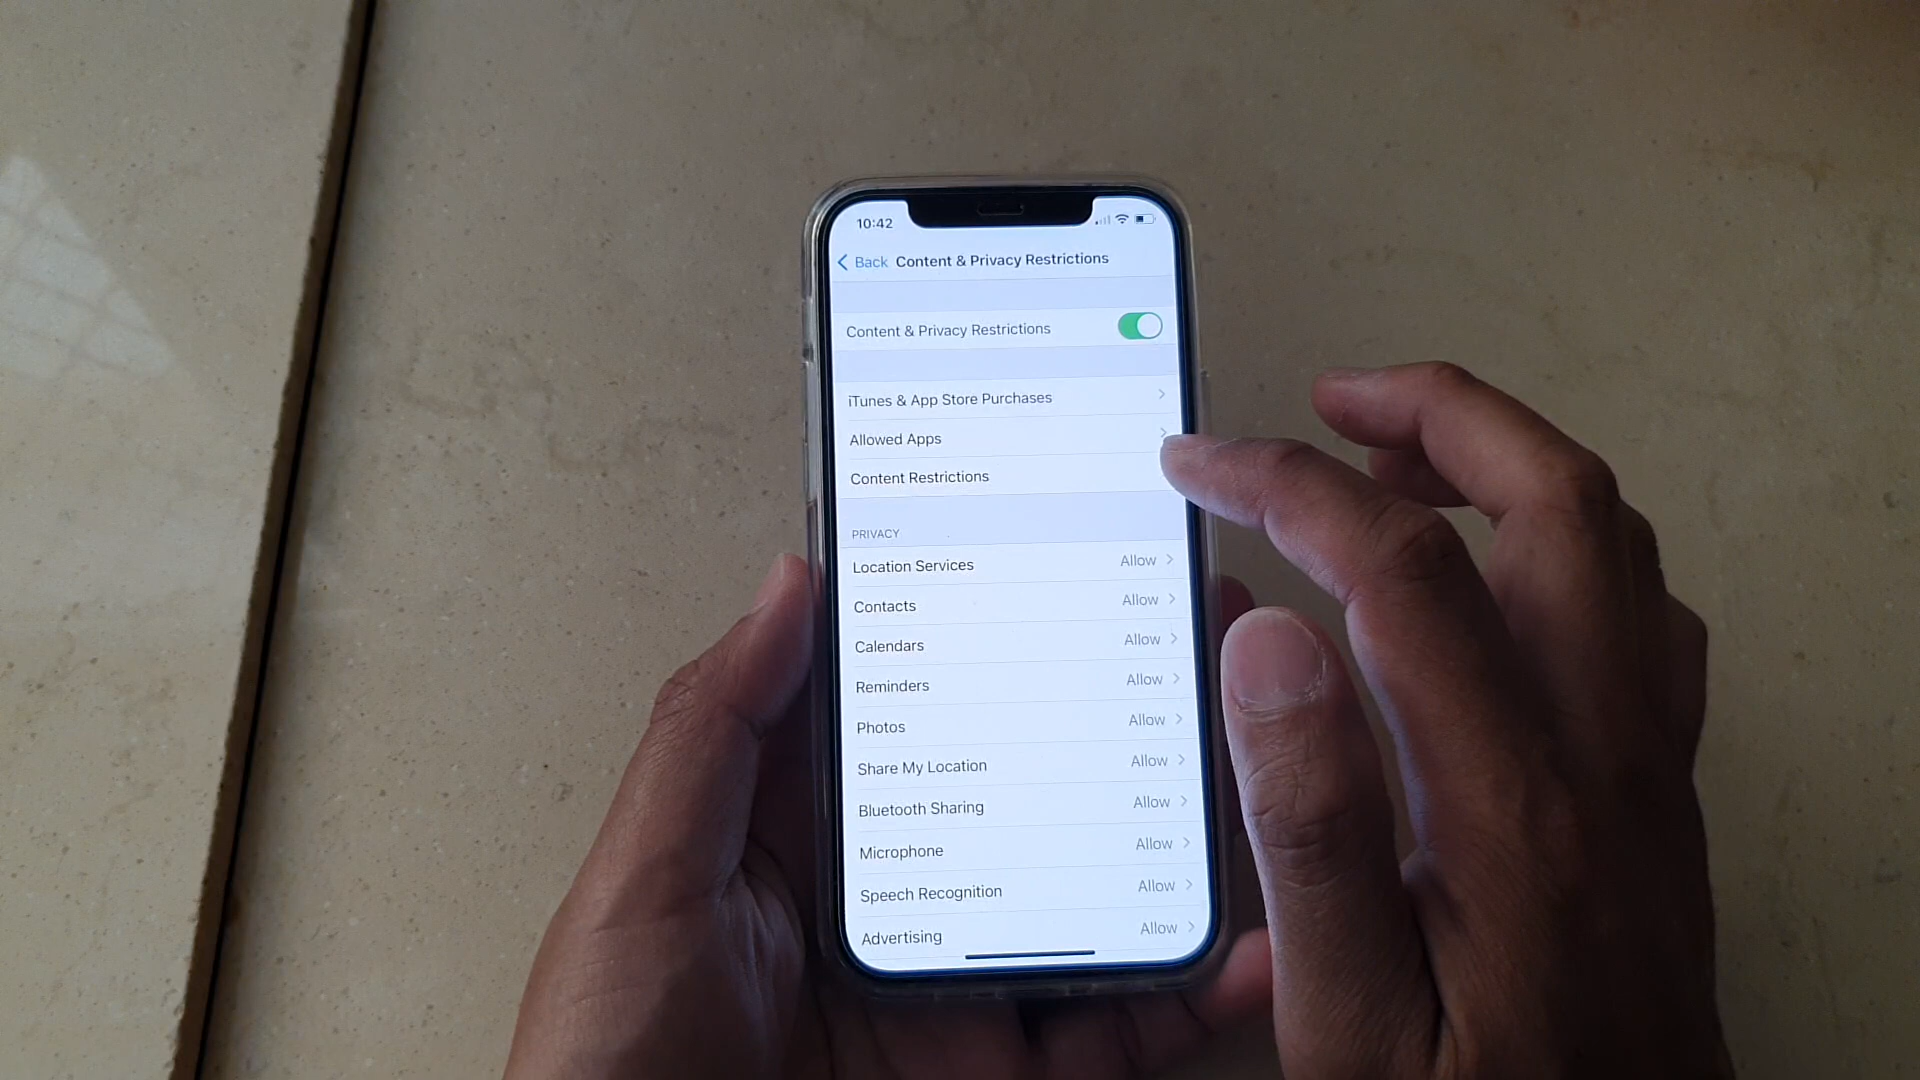 10:42
Back Content & Privacy Restrictions
Content & Privacy Restrictions
iTunes & App Store Purchases
Allowed Apps
Content Restrictions
PRIVACY
Location Services Allow
Contacts Allow
Calendars Allow
Reminders Allow
Photos Allow
Share My Location Allow
Bluetooth Sharing Allow
Microphone Allow
Speech Recognition Allow
Advertising Allow